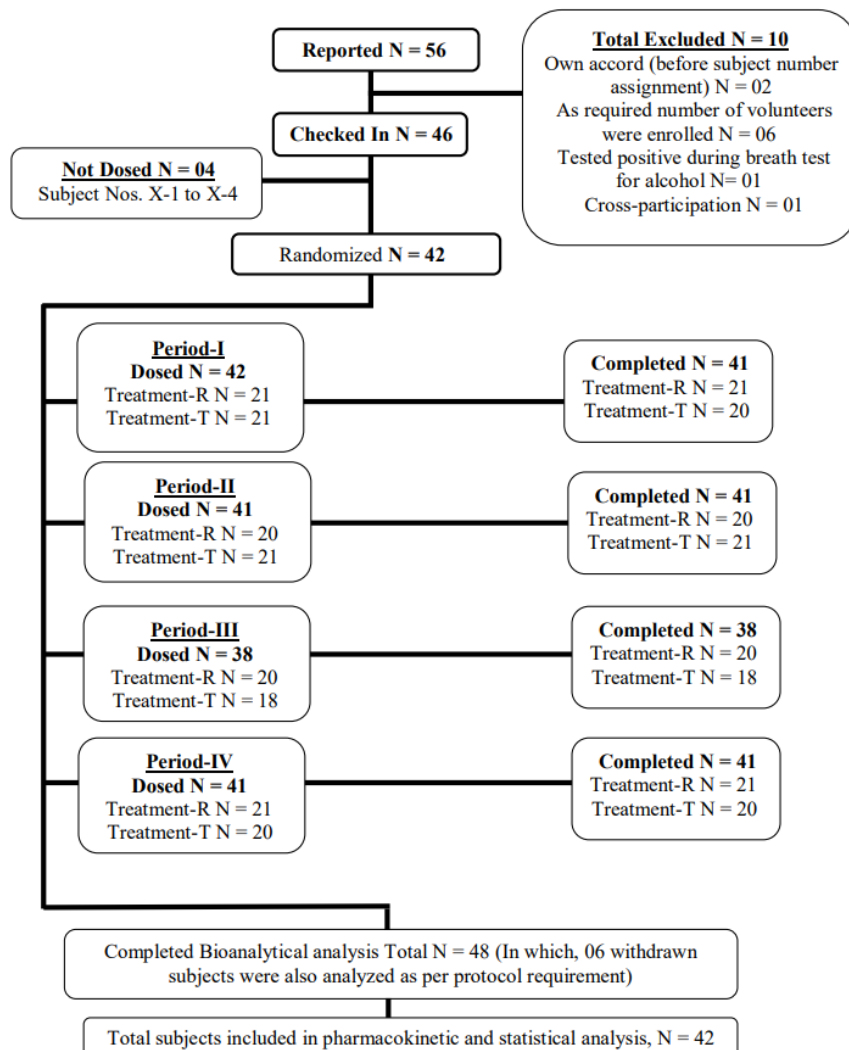 Reported N = 56
Total Excluded N = 10
Own accord (before subject number
assignment) N = 02
As required number of volunteers
were enrolled N = 06
Tested positive during breath test
for alcohol N= 01
Cross-participation N = 01
Checked In N = 46
Not Dosed N = 04
Subject Nos. X-1 to X-4
Randomized N = 42
Period-I
Dosed N = 42
Treatment-R N = 21
Treatment-T N = 21
Completed N = 41
Treatment-R N = 21
Treatment-T N = 20
Period-II
Dosed N = 41
Treatment-R N = 20
Treatment-T N = 21
Completed N = 41
Treatment-R N = 20
Treatment-T N = 21
Period-III
Dosed N = 38
Treatment-R N = 20
Treatment-T N = 18
Completed N = 38
Treatment-R N = 20
Treatment-T N = 18
Period-IV
Dosed N = 41
Treatment-R N = 21
Treatment-T N = 20
Completed N = 41
Treatment-R N = 21
Treatment-T N = 20
Completed Bioanalytical analysis Total N = 48 (In which, 06 withdrawn
subjects were also analyzed as per protocol requirement)
Total subjects included in pharmacokinetic and statistical analysis, N = 42